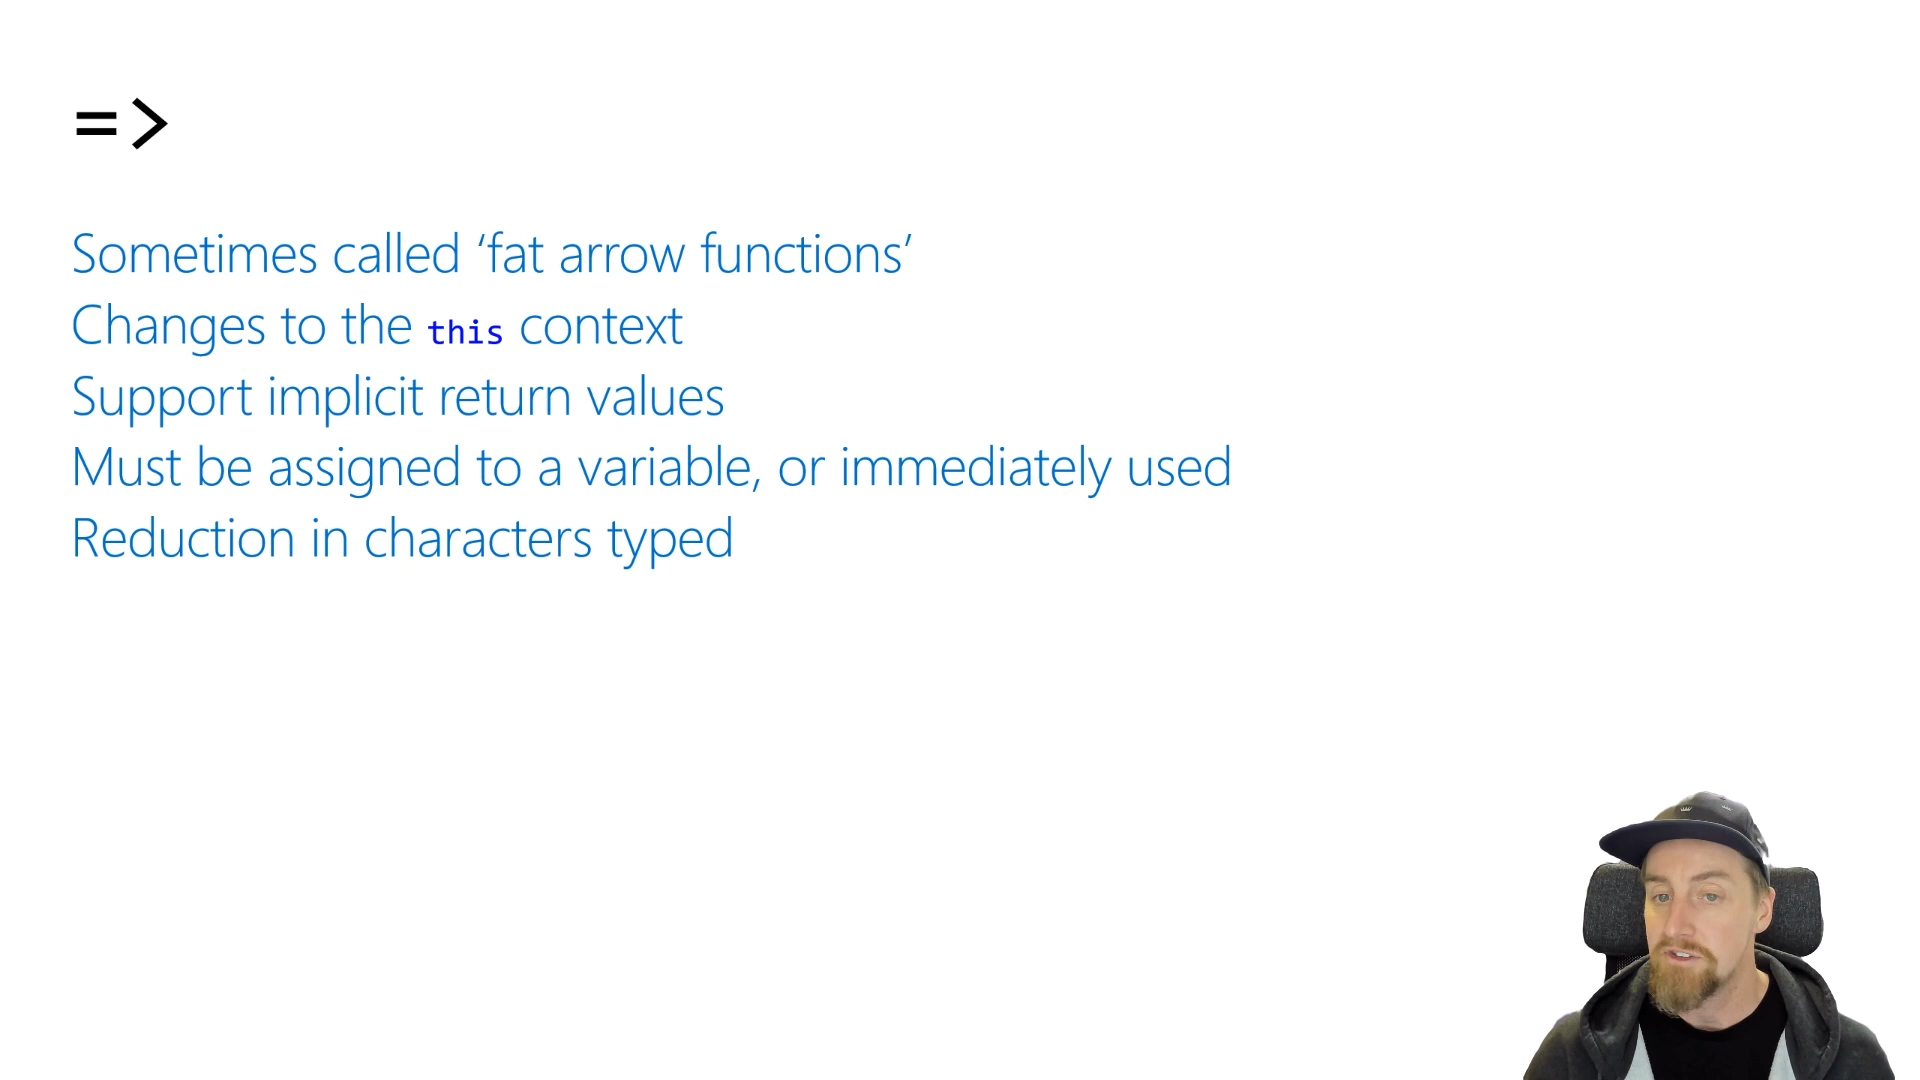 =>
Sometimes called ‘fat arrow functions’
Changes to the this context
Support implicit return values
Must be assigned to a variable, or immediately used
Reduction in characters typed